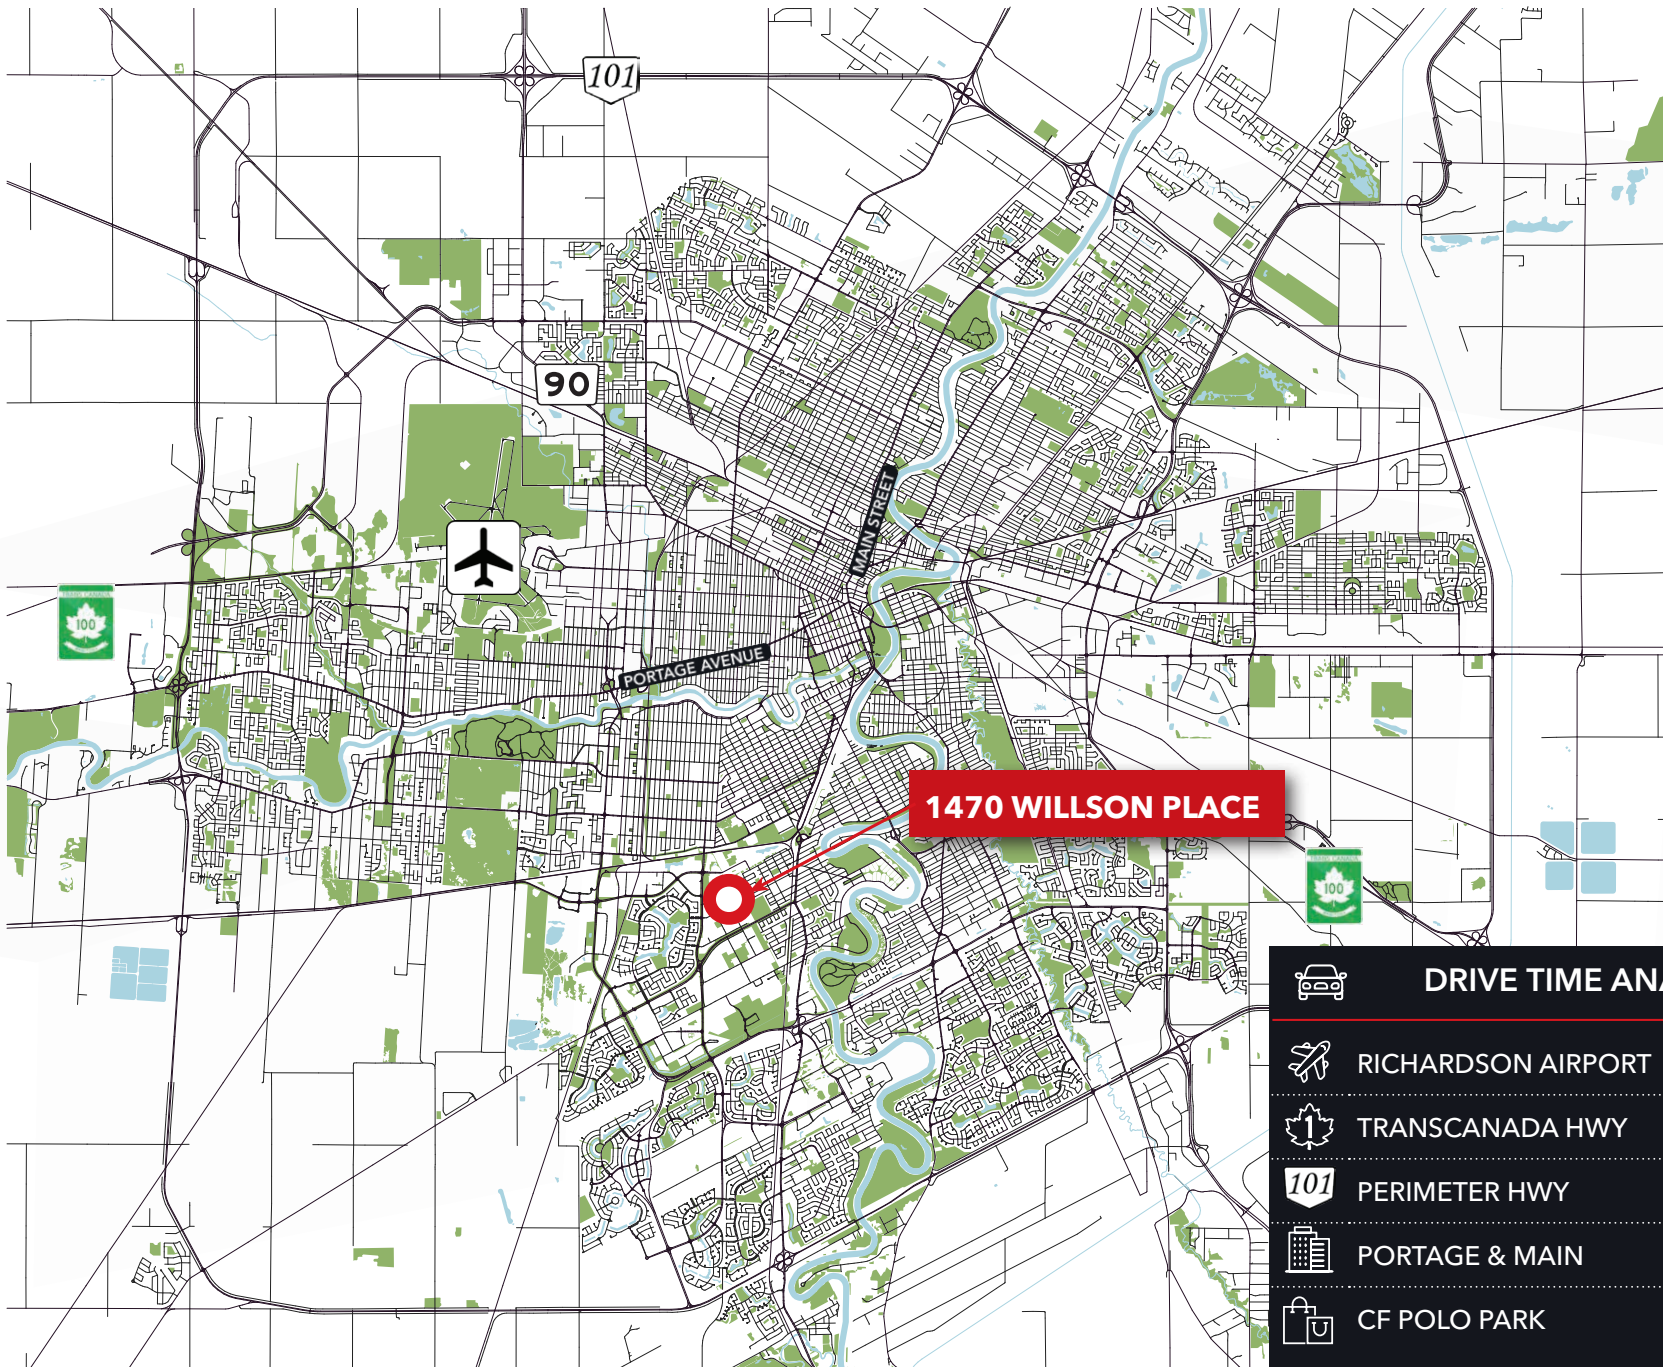 101
90
MAIN STREET
PORTAGE AVENUE
100
1470 WILLSON PLACE
100
DRIVE TIME ANA
RICHARDSON AIRPORT
1 TRANSCANADA HWY
101 PERIMETER HWY
PORTAGE & MAIN
CF POLO PARK